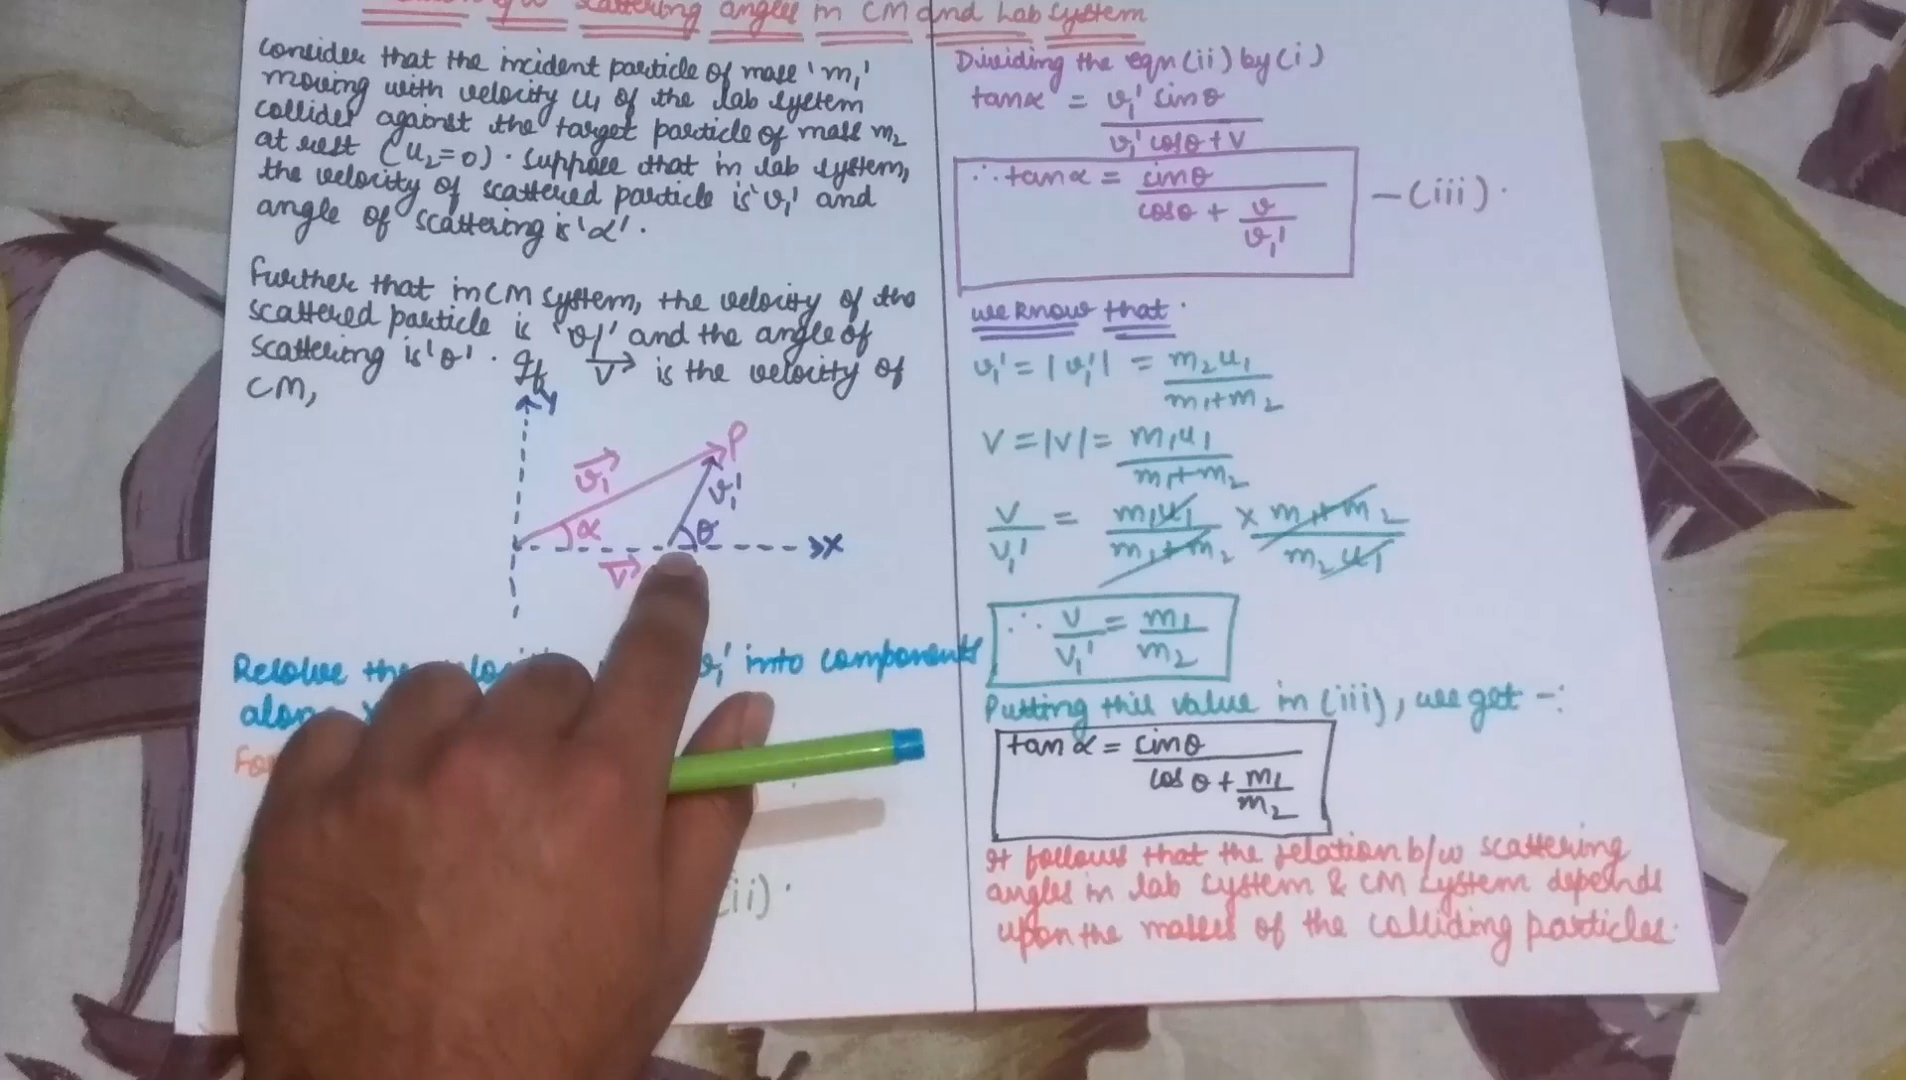 scattering angles in CM and Lab system
Consider that the incident particle of mass 'm₁'
moving with velocity u₁ of the lab system
collides against the target particle of mass m₂
at rest (u₂=0). Suppose that in lab system,
the velocity of scattered particle is 'v₁' and
angle of scattering is 'α'.
Further that in CM system, the velocity of the
scattered particle is 'v₁'' and the angle of
scattering is 'θ'. If V⃗ is the velocity of
CM,
Y
P
v⃗₁
v₁'
α
θ
X
V⃗
Resolve the v₁' into components
along
(ii).
Dividing the eqn (ii) by (i)
tanα = v₁' sinθ / v₁' cosθ + V
∴ tanα = sinθ / cosθ + v/v₁' —(iii).
we know that.
v₁' = |v₁'| = m₂u₁ / m₁+m₂
V = |V| = m₁u₁ / m₁+m₂
V/v₁' = m₁u₁ / m₁+m₂ × m₁+m₂ / m₂u₁
∴ V/v₁' = m₁/m₂
Putting this value in (iii), we get -:
tanα = sinθ / cosθ + m₁/m₂
It follows that the relation b/w scattering
angles in lab system & CM system depends
upon the masses of the colliding particles.